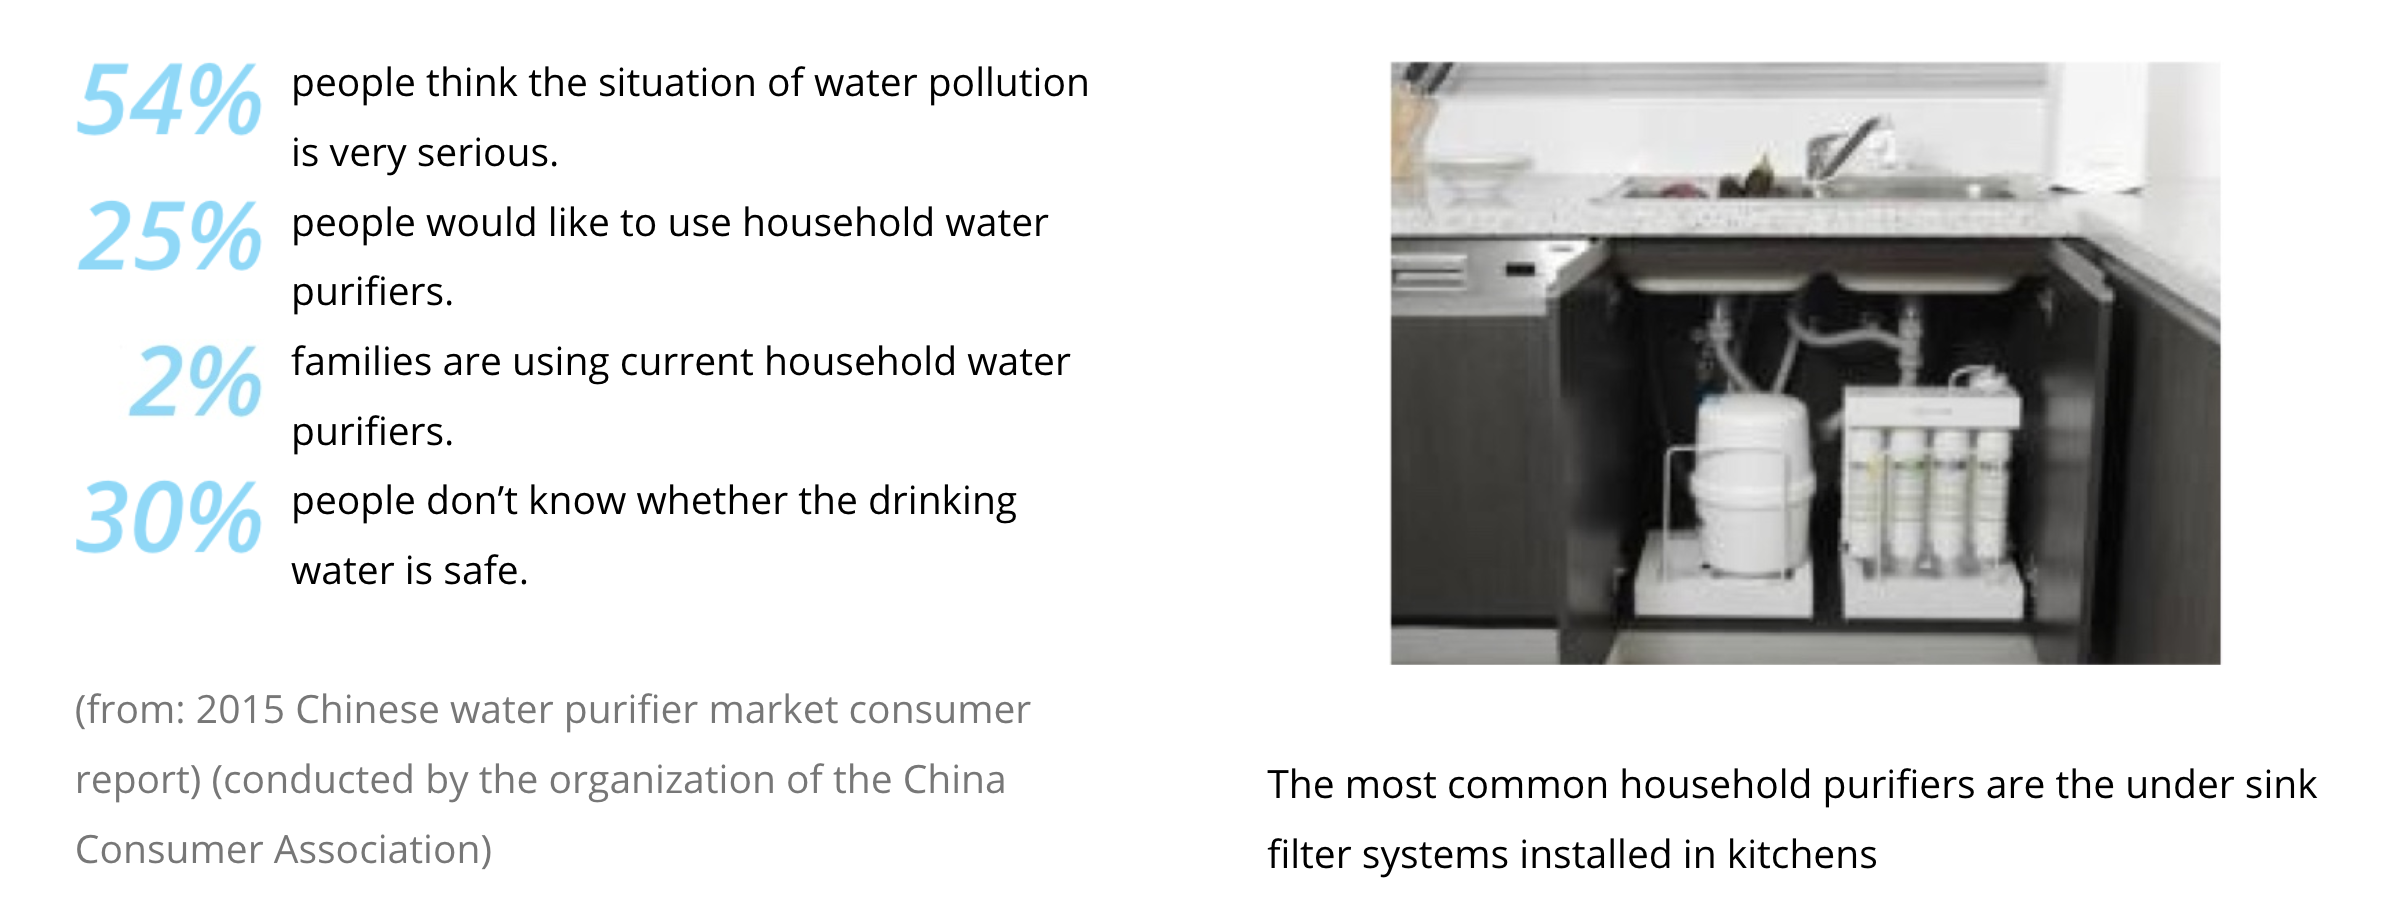 54% people think the situation of water pollution
is very serious.
25% people would like to use household water
purifiers.
2% families are using current household water
purifiers.
30% people don’t know whether the drinking
water is safe.
(from: 2015 Chinese water purifier market consumer
report) (conducted by the organization of the China
Consumer Association)
The most common household purifiers are the under sink
filter systems installed in kitchens